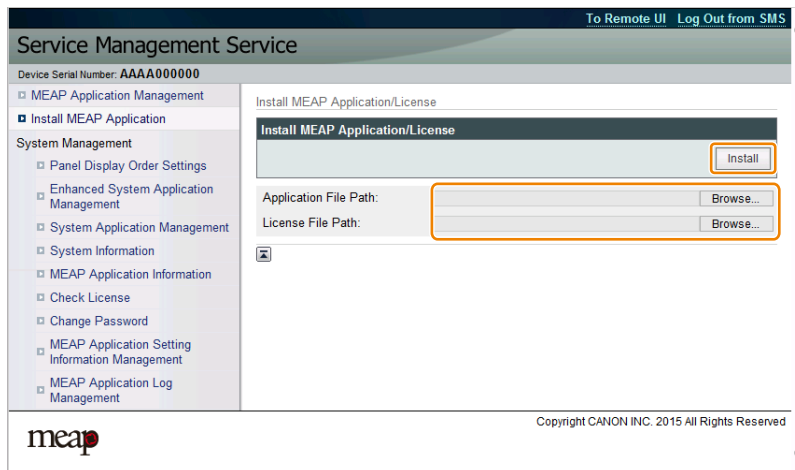 To Remote UI Log Out from SMS
Service Management Service
Device Serial Number: AAAA000000
MEAP Application Management
Install MEAP Application
System Management
Panel Display Order Settings
Enhanced System Application
Management
System Application Management
System Information
MEAP Application Information
Check License
Change Password
MEAP Application Setting
Information Management
MEAP Application Log
Management
Install MEAP Application/License
Install MEAP Application/License
Install
Application File Path: Browse...
License File Path: Browse...
Copyright CANON INC. 2015 All Rights Reserved
meap